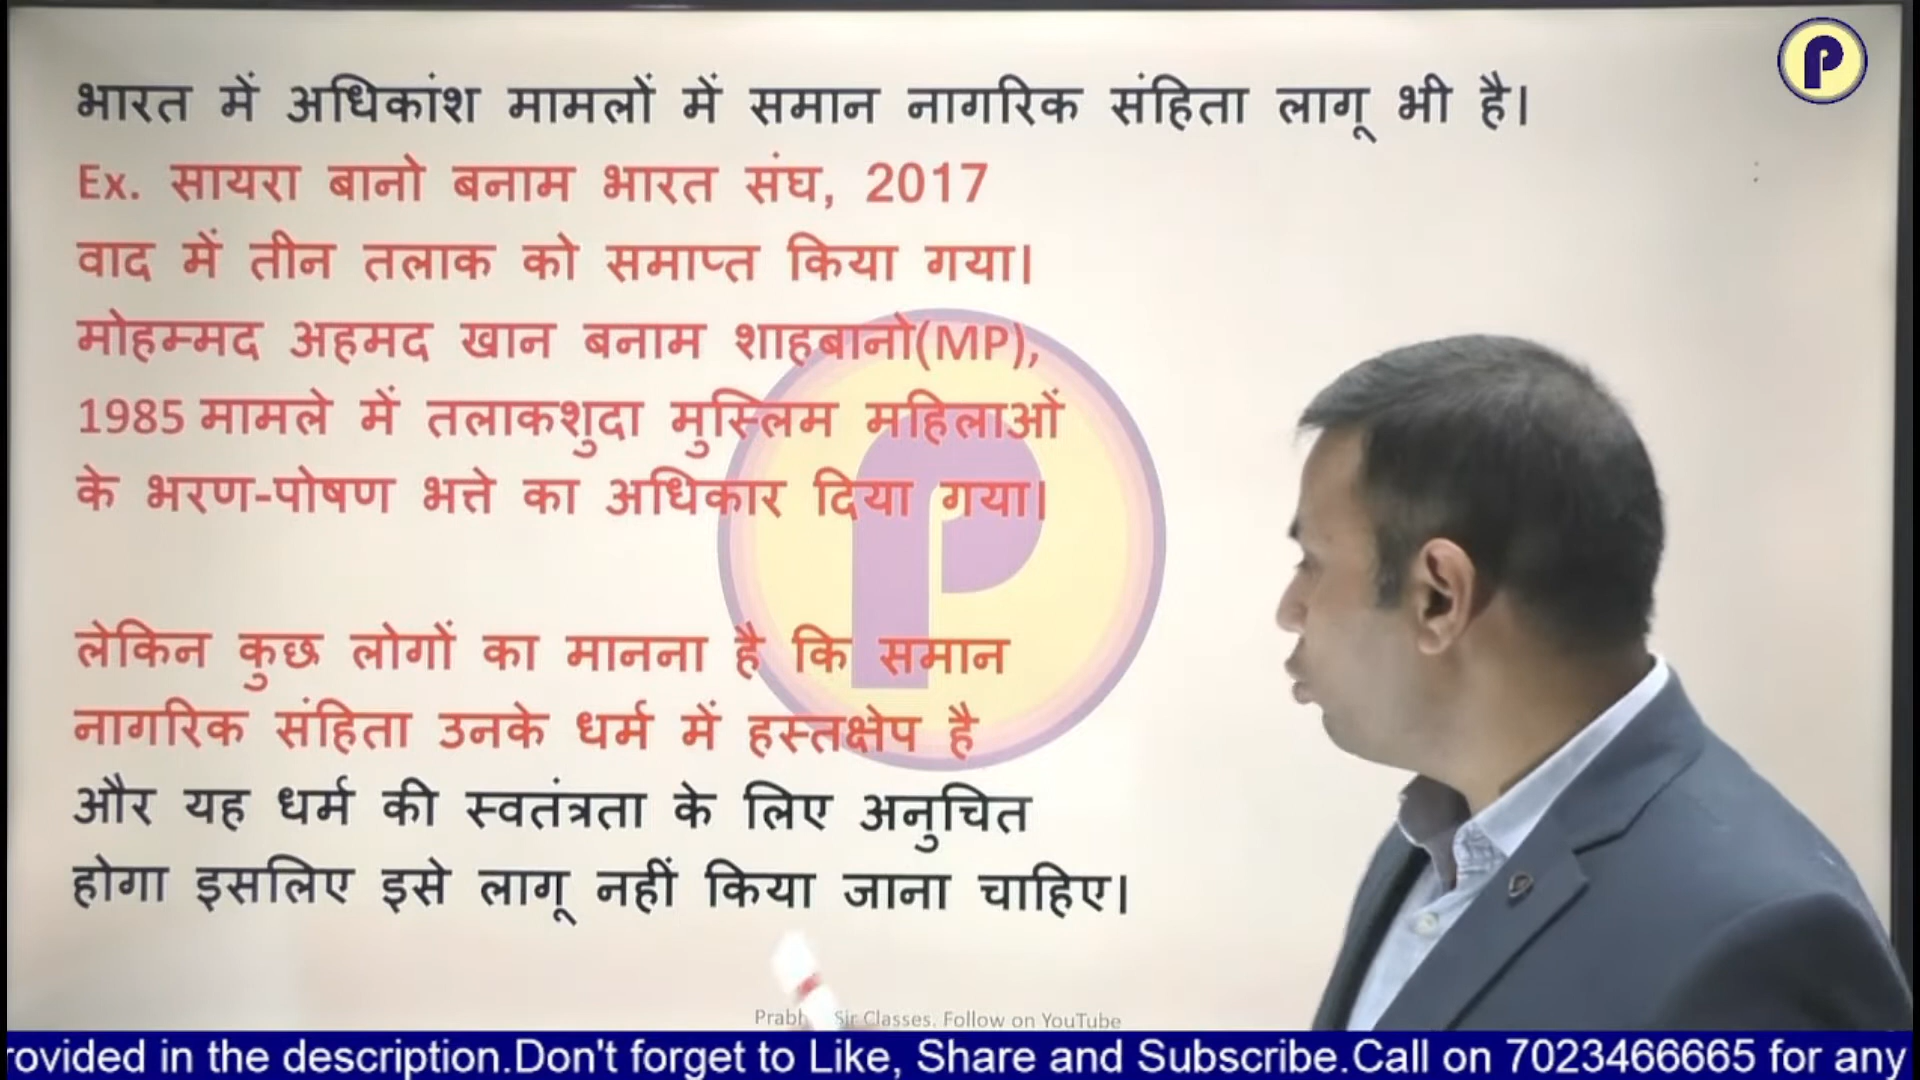 भारत में अधिकांश मामलों में समान नागरिक संहिता लागू भी है।
Ex. सायरा बानो बनाम भारत संघ, 2017
वाद में तीन तलाक को समाप्त किया गया।
मोहम्मद अहमद खान बनाम शाहबानो(MP),
1985 मामले में तलाकशुदा मुस्लिम महिलाओं
के भरण-पोषण भत्ते का अधिकार दिया गया।
लेकिन कुछ लोगों का मानना है कि समान
नागरिक संहिता उनके धर्म में हस्तक्षेप है
और यह धर्म की स्वतंत्रता के लिए अनुचित
होगा इसलिए इसे लागू नहीं किया जाना चाहिए।
Sir Classes. Follow on YouTube
rovided in the description.Don't forget to Like, Share and Subscribe.Call on 7023466665 for any
P
P